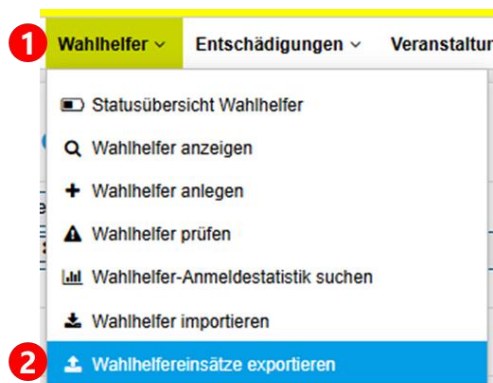 1 Wahlhelfer Entschädigungen
Statusübersicht Wahlhelfer
Wahlhelfer anzeigen
Wahlhelfer anlegen
Wahlhelfer prüfen
Wahlhelfer-Anmeldestatistik suchen
Wahlhelfer importieren
2 Wahlhelfereinsätze exportieren